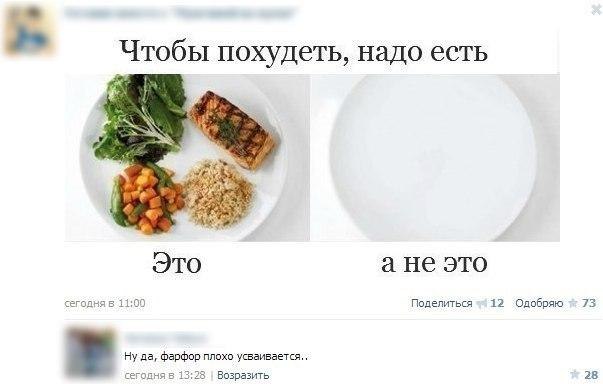 Чтобы похудеть, надо есть
Это
а не это
сегодня в 11:00
Поделиться 12 Одобряю 73
Ну да, фарфор плохо усваивается..
сегодня в 13:28 | Возразить
28